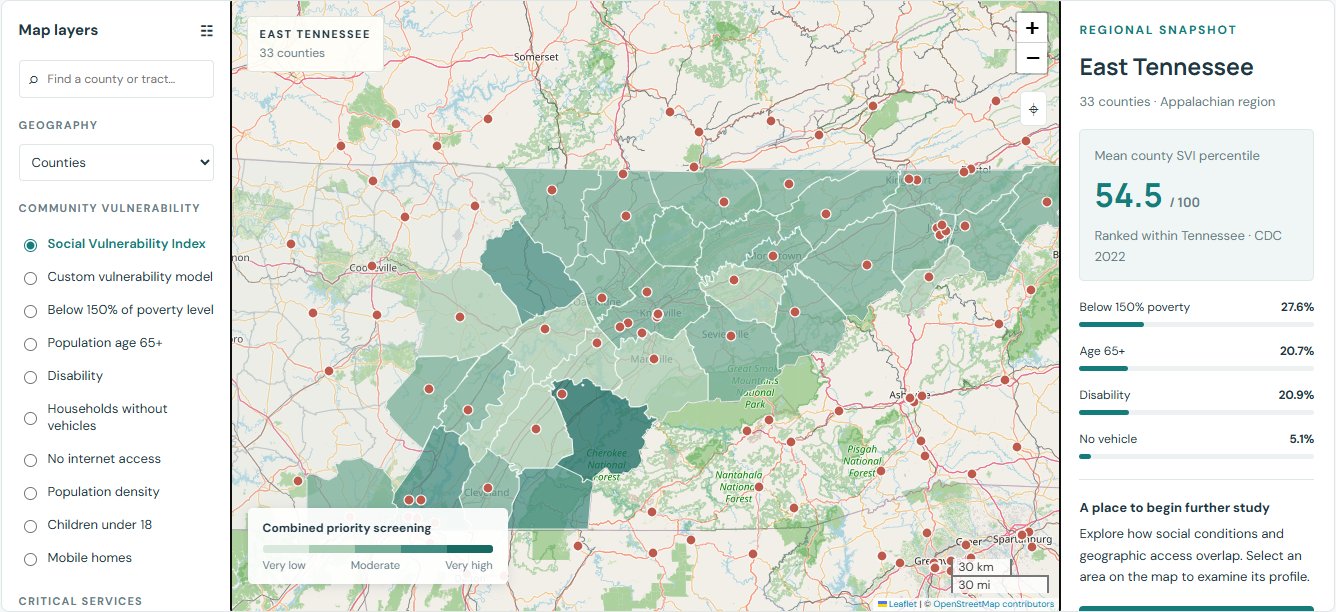 Map layers
Find a county or tract...
GEOGRAPHY
Counties
COMMUNITY VULNERABILITY
Social Vulnerability Index
Custom vulnerability model
Below 150% of poverty level
Population age 65+
Disability
Households without
vehicles
No internet access
Population density
Children under 18
Mobile homes
CRITICAL SERVICES
EAST TENNESSEE
33 counties
+
−
Somerset
Cookeville
Knoxville
Maryville
Sevierville
Great Smoky
Mountains
National
Park
Asheville
Cherokee
National
Forest
Nantahala
National
Forest
Pisgah
National
Forest
Cleveland
Spartanburg
Combined priority screening
Very low
Moderate
Very high
30 km
30 mi
Leaflet | © OpenStreetMap contributors
REGIONAL SNAPSHOT
East Tennessee
33 counties · Appalachian region
Mean county SVI percentile
54.5 / 100
Ranked within Tennessee · CDC
2022
Below 150% poverty 27.6%
Age 65+ 20.7%
Disability 20.9%
No vehicle 5.1%
A place to begin further study
Explore how social conditions and
geographic access overlap. Select an
area on the map to examine its profile.